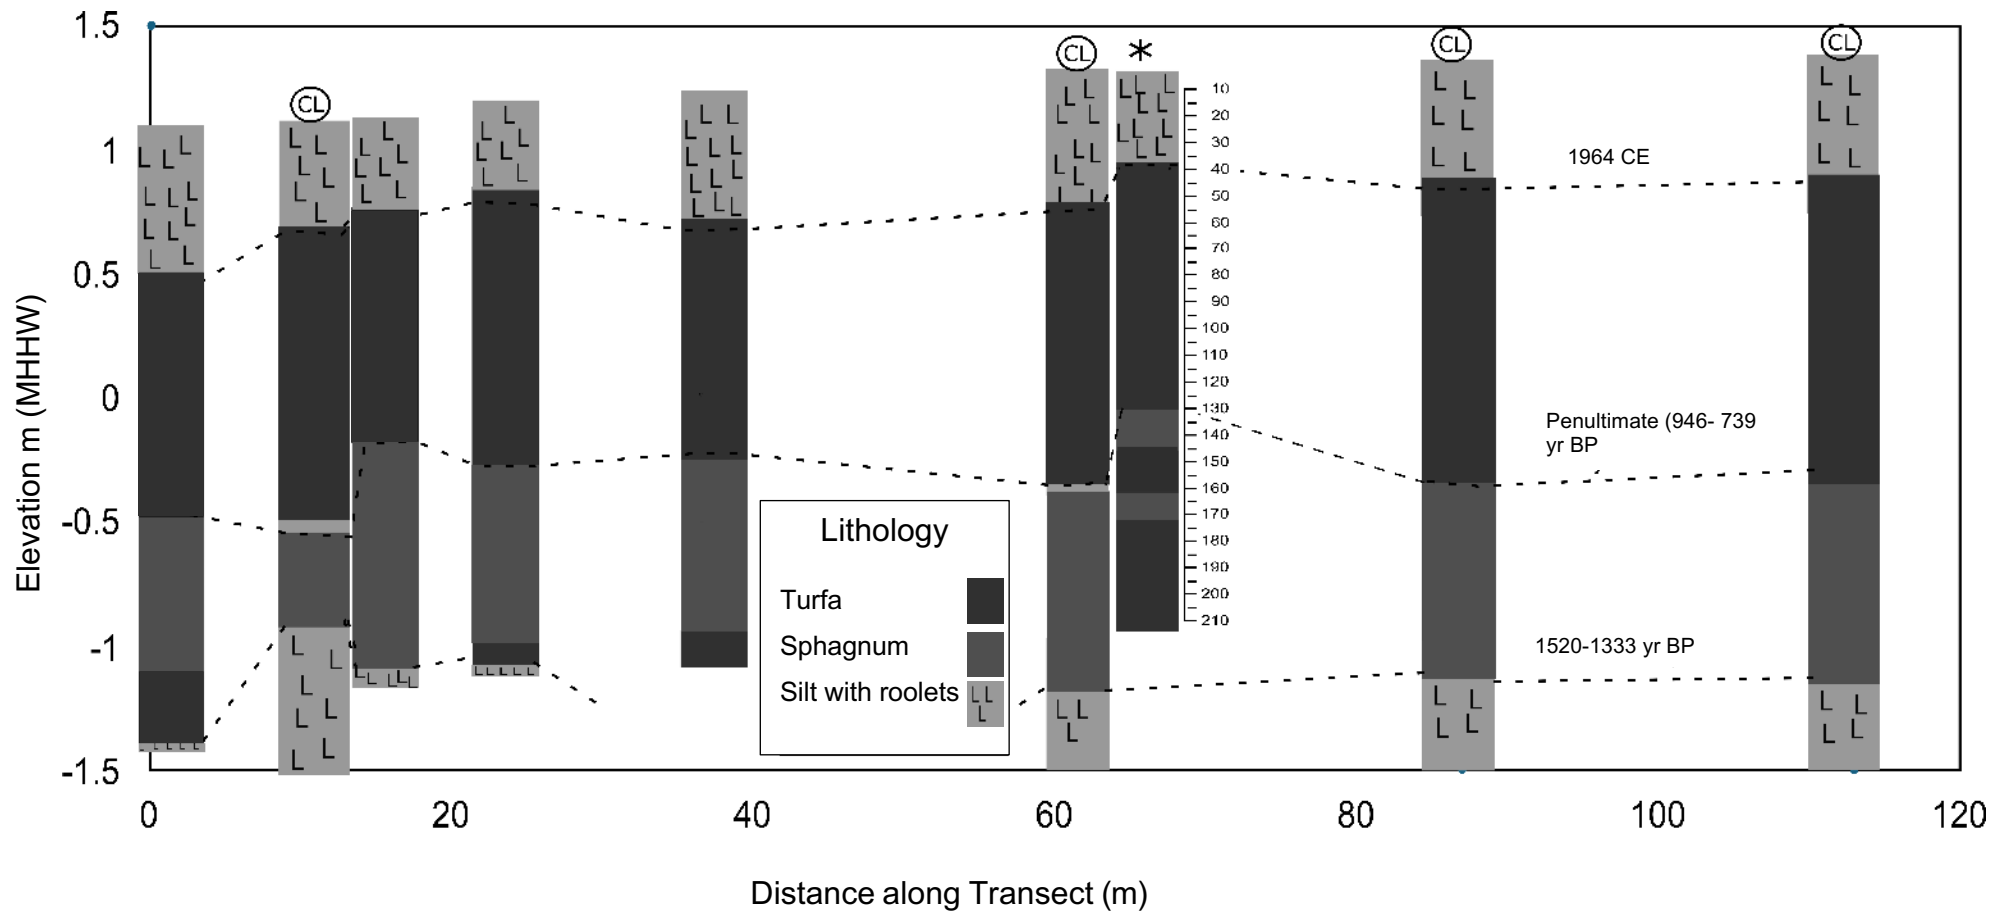 1.5
1
0.5
0
-0.5
-1
-1.5
Elevation m (MHHW)
CL
CL
*
CL
CL
10
20
30
40
50
60
70
80
90
100
110
120
130
140
150
160
170
180
190
200
210
1964 CE
Penultimate (946- 739
yr BP
1520-1333 yr BP
Lithology
Turfa
Sphagnum
Silt with roolets
0 20 40 60 80 100 120
Distance along Transect (m)